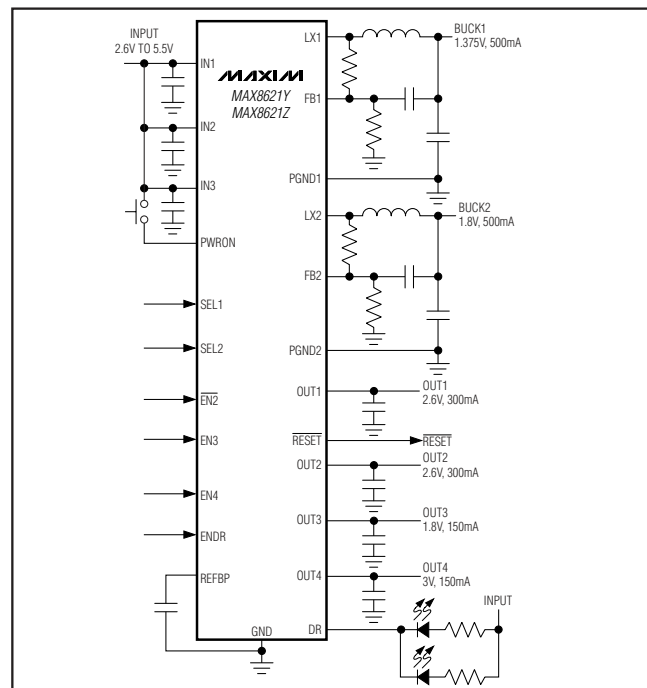 INPUT
2.6V TO 5.5V
IN1
IN2
IN3
PWRON
SEL1
SEL2
EN2
EN3
EN4
ENDR
REFBP
GND
MAXIM
MAX8621Y
MAX8621Z
LX1
FB1
PGND1
LX2
FB2
PGND2
OUT1
RESET
OUT2
OUT3
OUT4
DR
BUCK1
1.375V, 500mA
BUCK2
1.8V, 500mA
OUT1
2.6V, 300mA
RESET
OUT2
2.6V, 300mA
OUT3
1.8V, 150mA
OUT4
3V, 150mA
INPUT